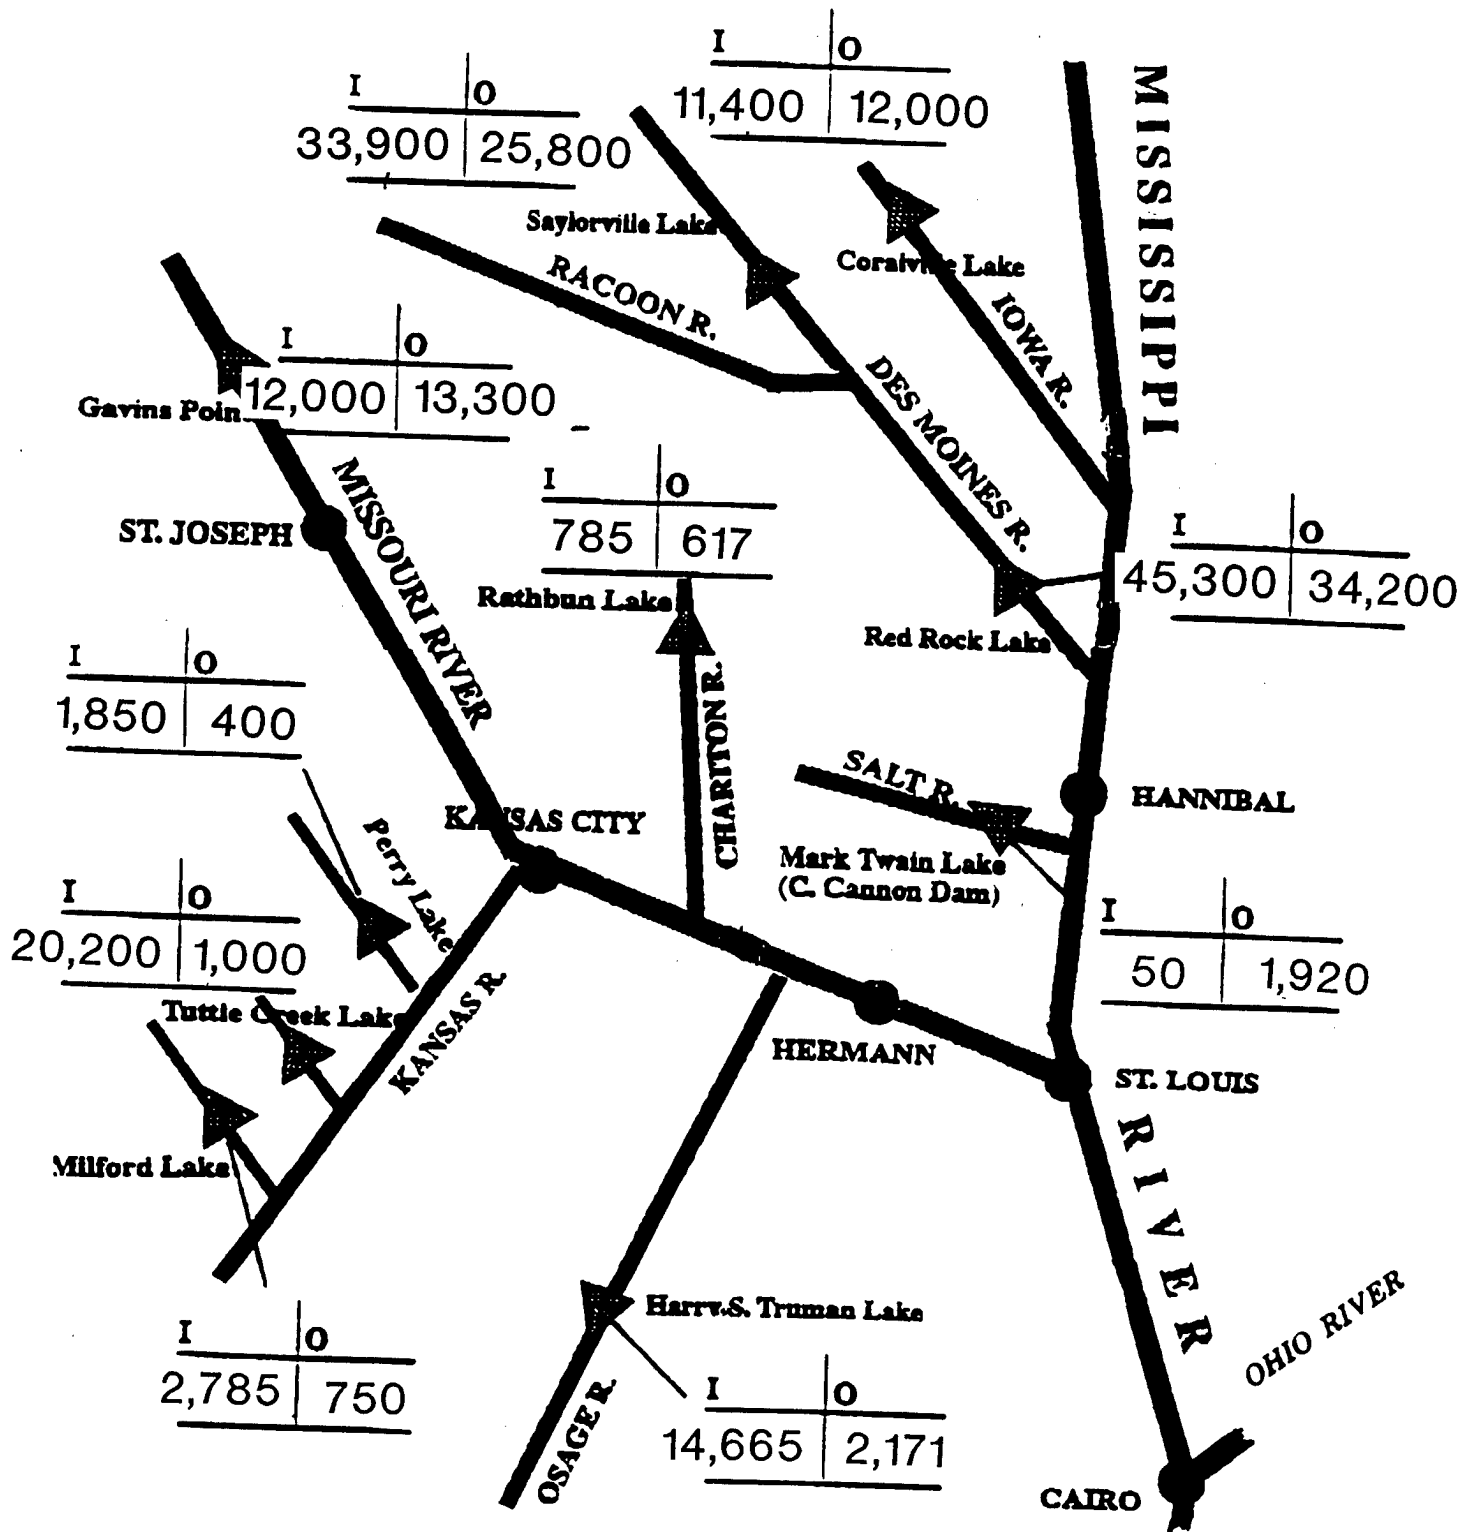 I O
11,400 12,000
I O
33,900 25,800
MISSISSIPPI
Saylorville Lake
Coralville Lake
RACOON R.
IOWA R.
I O
12,000 13,300
Gavins Poin
DES MOINES R.
MISSOURI RIVER
I O
785 617
ST. JOSEPH
I O
45,300 34,200
Rathbun Lake
Red Rock Lake
I O
1,850 400
CHARITON R.
SALT R.
HANNIBAL
KANSAS CITY
Perry Lake
Mark Twain Lake
(C. Cannon Dam)
I O
20,200 1,000
I O
50 1,920
Tuttle Creek Lake
KANSAS R.
HERMANN
ST. LOUIS
Milford Lake
RIVER
Harry S. Truman Lake
OHIO RIVER
I O
2,785 750
OSAGE R.
I O
14,665 2,171
CAIRO